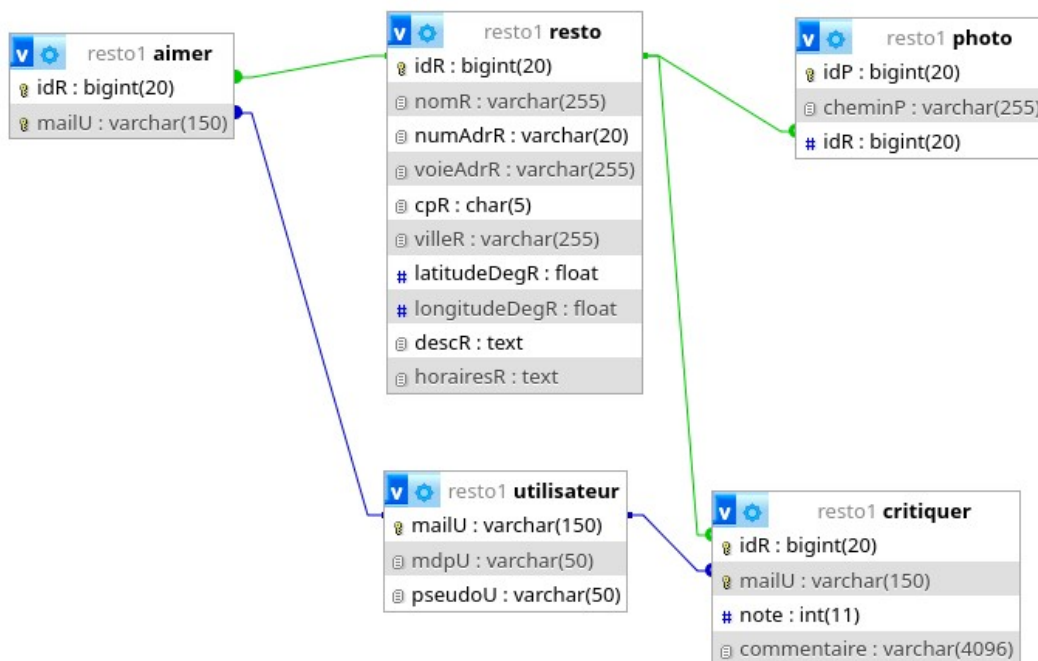 v resto1 aimer
idR : bigint(20)
mailU : varchar(150)
v resto1 resto
idR : bigint(20)
nomR : varchar(255)
numAdrR : varchar(20)
voieAdrR : varchar(255)
cpR : char(5)
villeR : varchar(255)
# latitudeDegR : float
# longitudeDegR : float
descR : text
horairesR : text
v resto1 photo
idP : bigint(20)
cheminP : varchar(255)
# idR : bigint(20)
v resto1 utilisateur
mailU : varchar(150)
mdpU : varchar(50)
pseudoU : varchar(50)
v resto1 critiquer
idR : bigint(20)
mailU : varchar(150)
# note : int(11)
commentaire : varchar(4096)